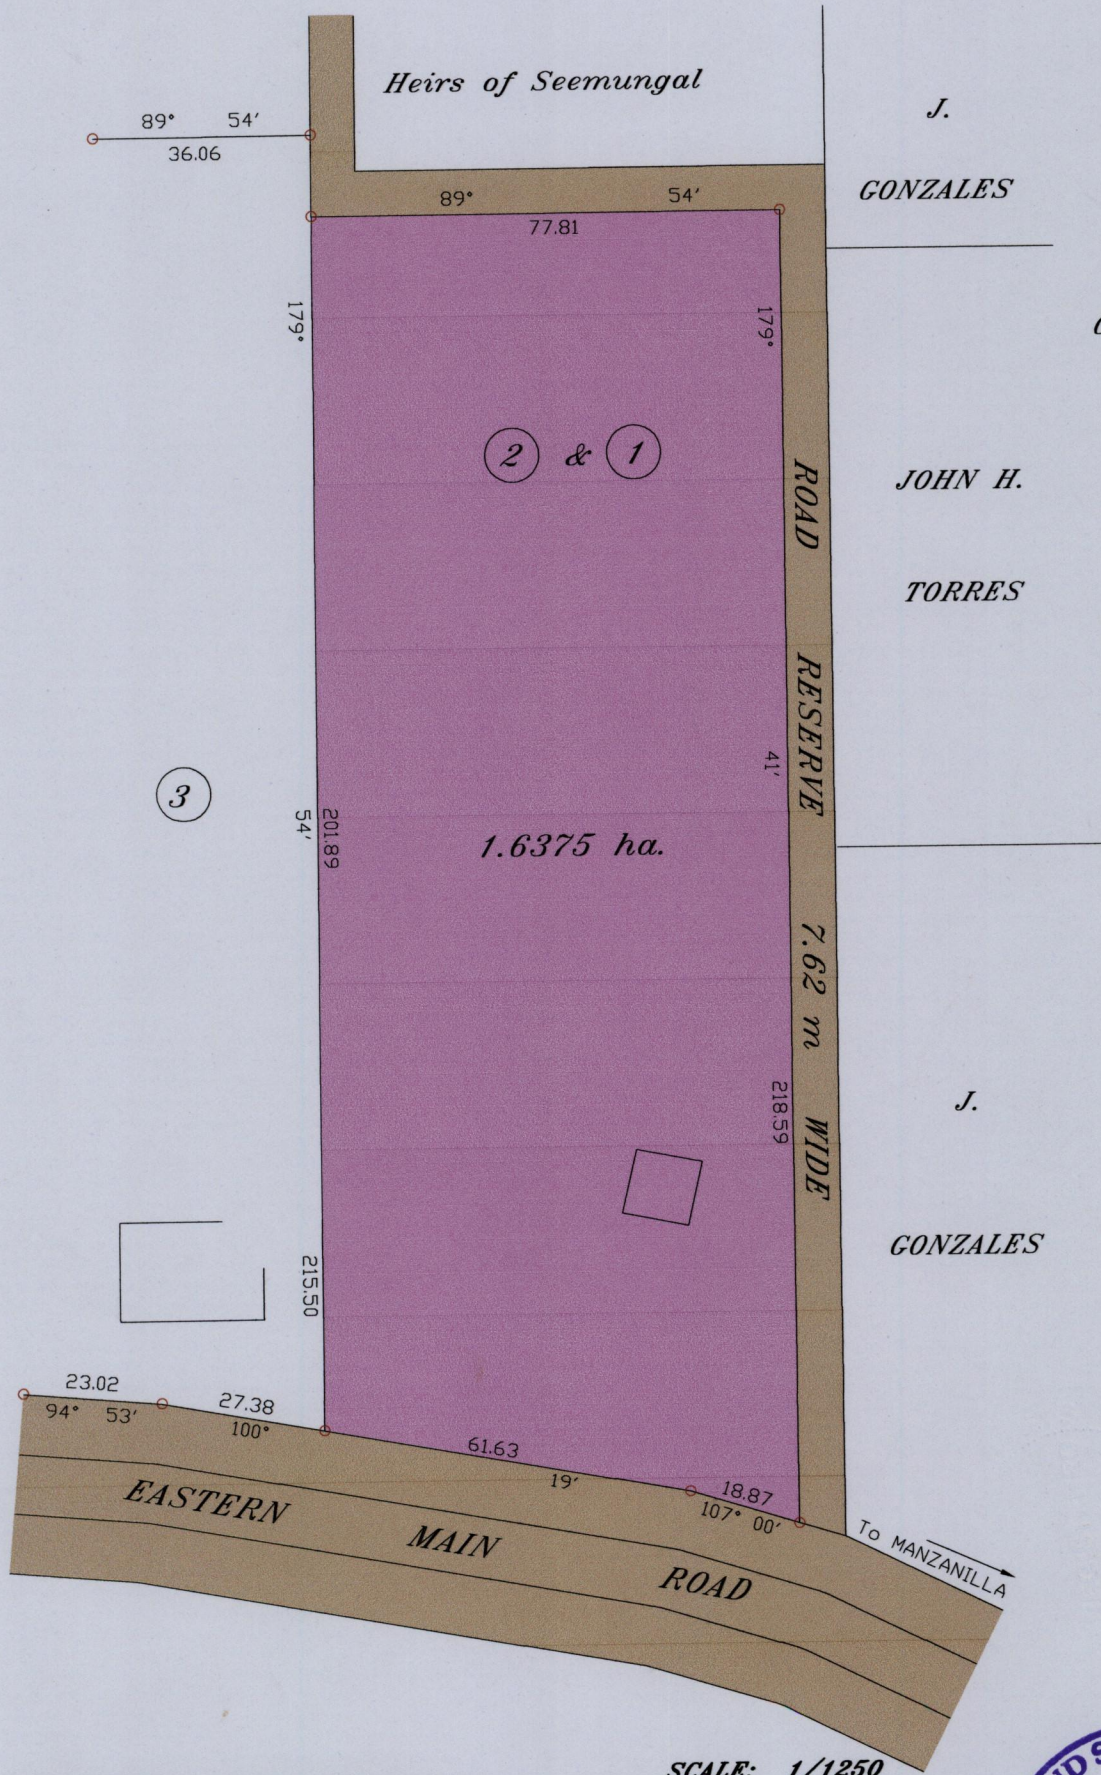 Heirs of Seemungal
J.
GONZALES
89° 54′
36.06
89° 54′
77.81
179°
179°
2 & 1
JOHN H.
TORRES
ROAD RESERVE 7.62 m WIDE
41′
3
54′
201.89
1.6375 ha.
218.59
J.
GONZALES
215.50
23.02
94° 53′
27.38
100°
61.63
19′
18.87
107° 00′
EASTERN MAIN ROAD
To MANZANILLA
SCALE: 1/1250